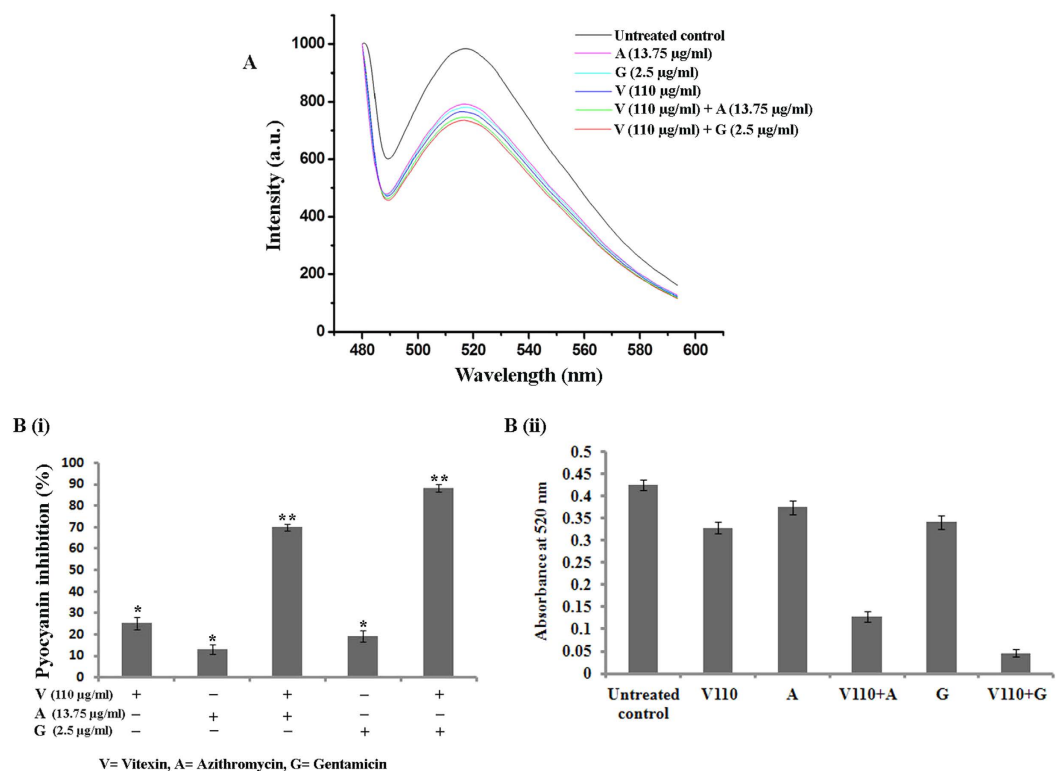 A
1000
800
600
400
200
0
Intensity (a.u.)
480 500 520 540 560 580 600
Wavelength (nm)
Untreated control
A (13.75 µg/ml)
G (2.5 µg/ml)
V (110 µg/ml)
V (110 µg/ml) + A (13.75 µg/ml)
V (110 µg/ml) + G (2.5 µg/ml)
B (i)
Pyocyanin inhibition (%)
100
90
80
70
60
50
40
30
20
10
0
* * ** * **
V (110 µg/ml) + – + – +
A (13.75 µg/ml) – + + – –
G (2.5 µg/ml) – – – + +
V= Vitexin, A= Azithromycin, G= Gentamicin
B (ii)
Absorbance at 520 nm
0.45
0.5
0.35
0.3
0.25
0.2
0.15
0.1
0.05
0
Untreated control V110 A V110+A G V110+G